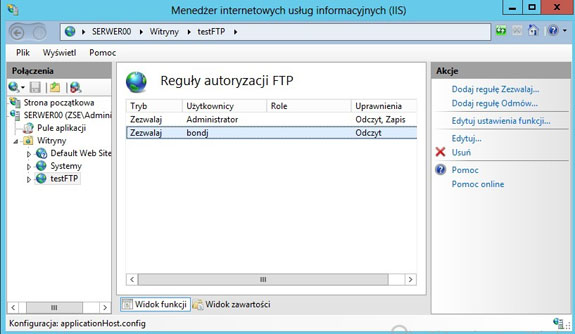 Menedżer internetowych usług informacyjnych (IIS)
SERWER00 Witryny testFTP
Plik Wyświetl Pomoc
Połączenia
Strona początkowa
SERWER00 (ZSE\Admini
Pule aplikacji
Witryny
Default Web Site
Systemy
testFTP
Reguły autoryzacji FTP
Tryb Użytkownicy Role Uprawnienia
Zezwalaj Administrator Odczyt, Zapis
Zezwalaj bondj Odczyt
Widok funkcji Widok zawartości
Akcje
Dodaj regułę Zezwalaj...
Dodaj regułę Odmów...
Edytuj ustawienia funkcji...
Edytuj...
Usuń
Pomoc
Pomoc online
Konfiguracja: applicationHost.config